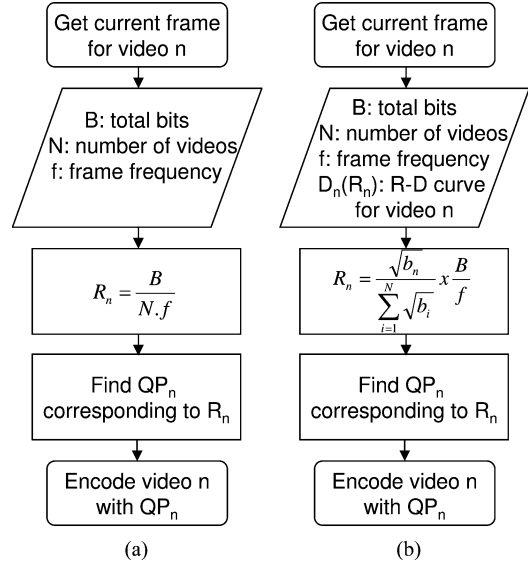 Get current frame
for video n
B: total bits
N: number of videos
f: frame frequency
Rₙ = B / N.f
Find QPₙ
corresponding to Rₙ
Encode video n
with QPₙ
(a)
Get current frame
for video n
B: total bits
N: number of videos
f: frame frequency
Dₙ(Rₙ): R-D curve
for video n
Rₙ = √bₙ / ∑ᵢ₌₁ᴺ √bᵢ x B / f
Find QPₙ
corresponding to Rₙ
Encode video n
with QPₙ
(b)